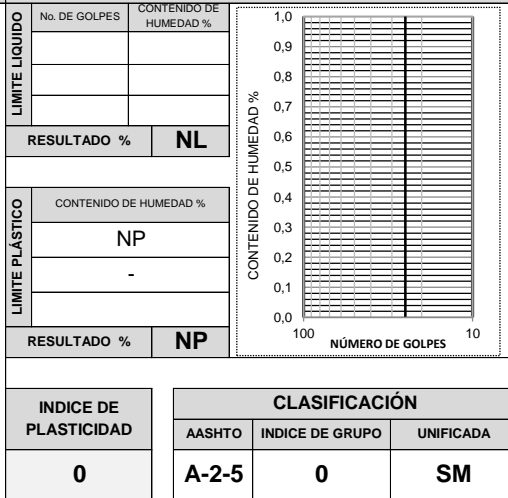 LIMITE LIQUIDO
No. DE GOLPES
CONTENIDO DE
HUMEDAD %
RESULTADO %
NL
LIMITE PLÁSTICO
CONTENIDO DE HUMEDAD %
NP
-
RESULTADO %
NP
CONTENIDO DE HUMEDAD %
1,0
0,9
0,8
0,7
0,6
0,5
0,4
0,3
0,2
0,1
0,0
100
10
NÚMERO DE GOLPES
INDICE DE
PLASTICIDAD
0
CLASIFICACIÓN
AASHTO
INDICE DE GRUPO
UNIFICADA
A-2-5
0
SM